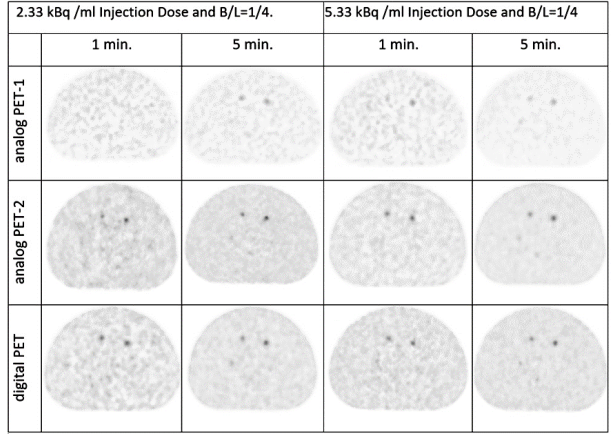 2.33 kBq /ml Injection Dose and B/L=1/4.
5.33 kBq /ml Injection Dose and B/L=1/4
1 min.
5 min.
1 min.
5 min.
analog PET-1
analog PET-2
digital PET